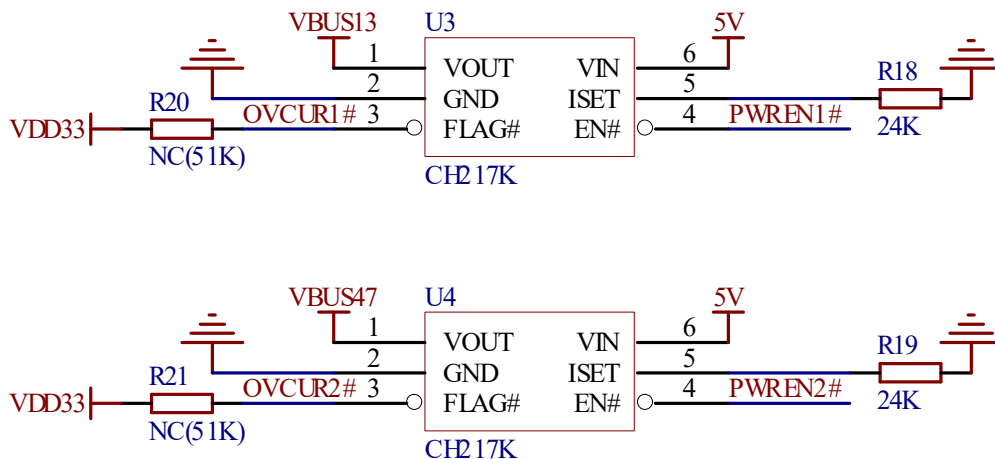 VBUS13 U3 5V
1 VOUT VIN 6
R20 2 GND ISET 5 R18
VDD33 OVCUR1# 3 FLAG# EN# 4 PWREN1# 24K
NC(51K) CH217K
VBUS47 U4 5V
1 VOUT VIN 6
R21 2 GND ISET 5 R19
VDD33 OVCUR2# 3 FLAG# EN# 4 PWREN2# 24K
NC(51K) CH217K